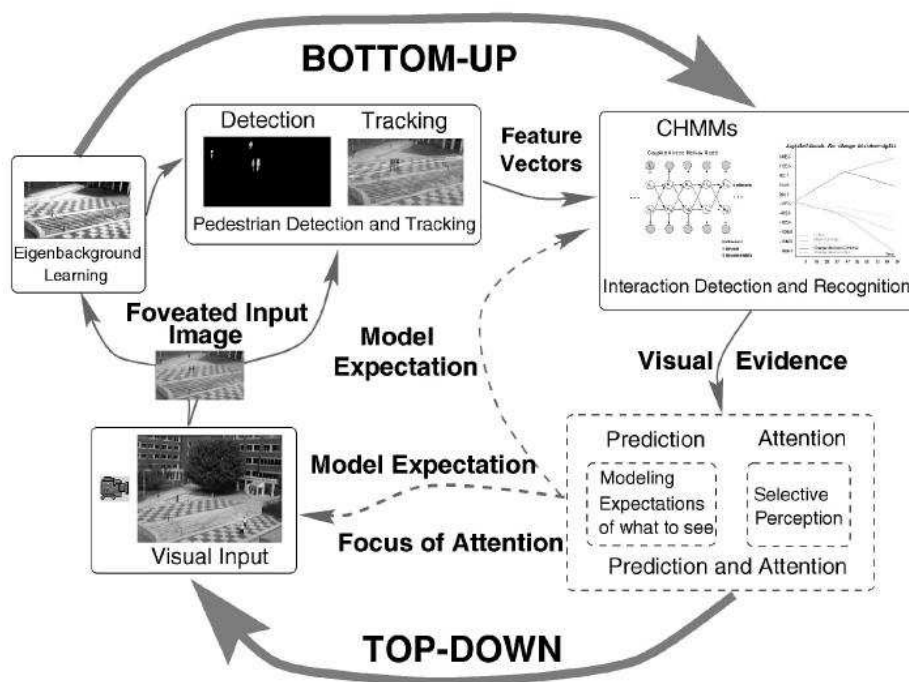 BOTTOM-UP
Detection
Tracking
Pedestrian Detection and Tracking
Feature
Vectors
CHMMs
Interaction Detection and Recognition
Eigenbackground
Learning
Foveated Input
Image
Model
Expectation
Visual Evidence
Prediction
Attention
Modeling
Expectations
of what to see
Selective
Perception
Prediction and Attention
Model Expectation
Focus of Attention
Visual Input
TOP-DOWN